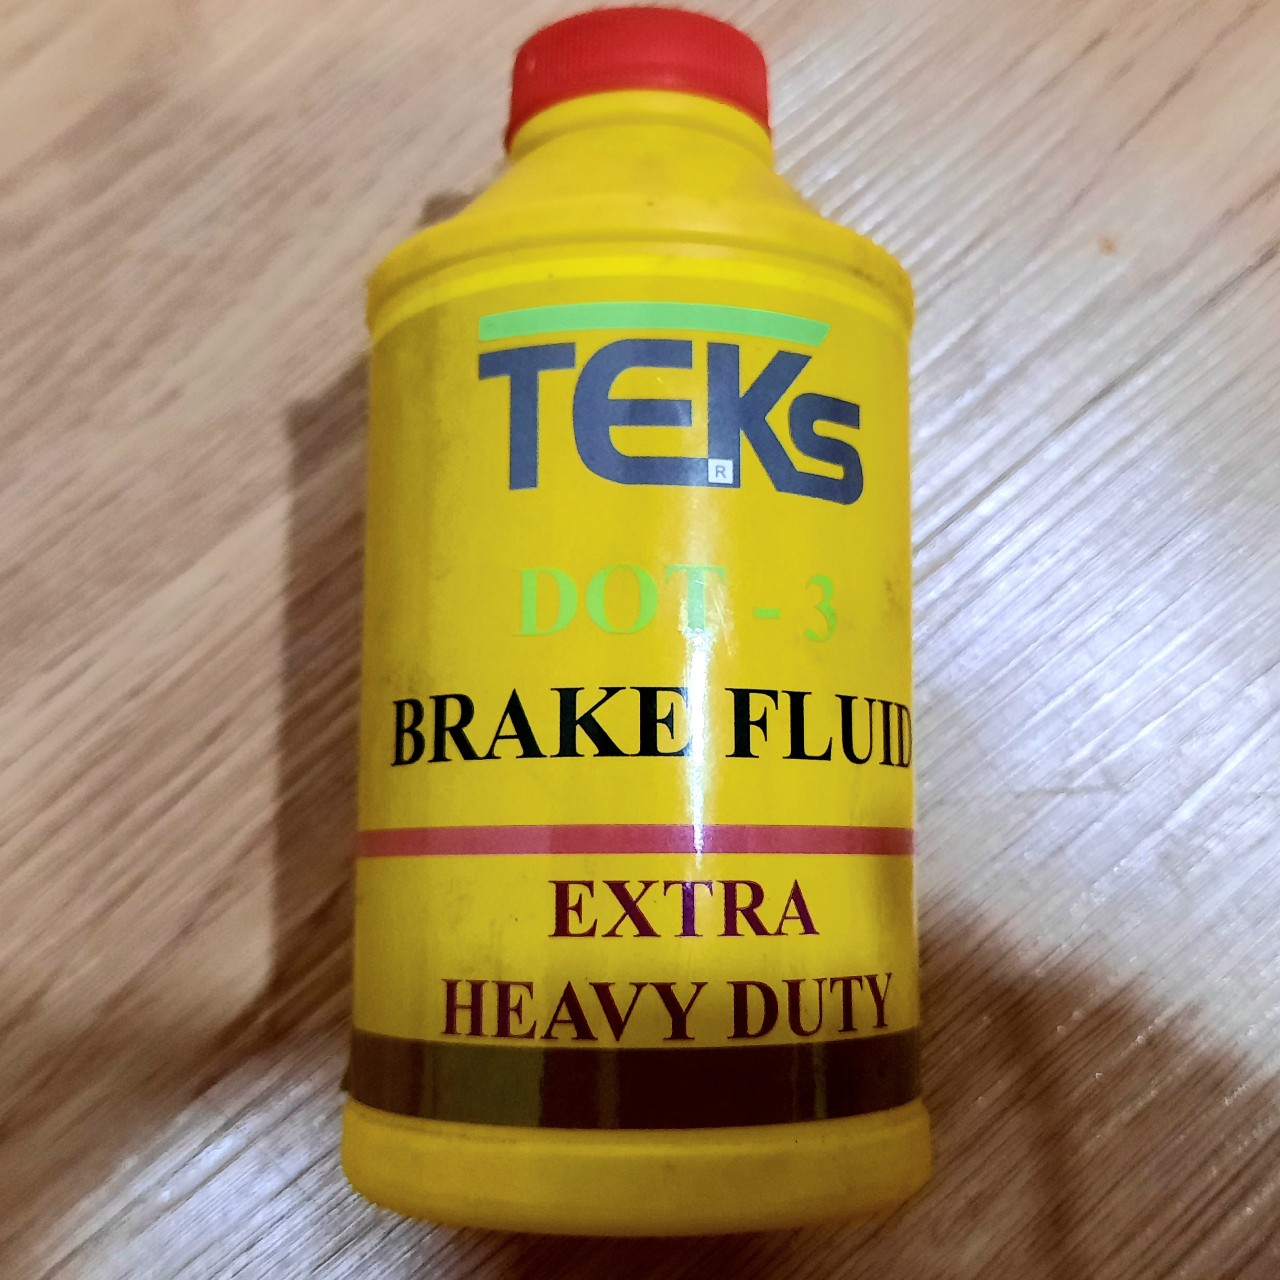 TEKS
R
DOT - 3
BRAKE FLUID
EXTRA
HEAVY DUTY